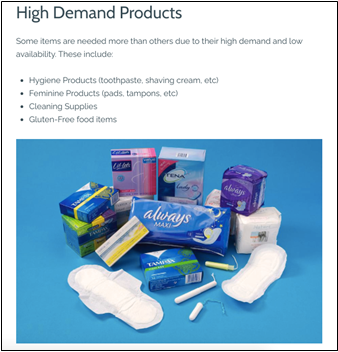 High Demand Products
Some items are needed more than others due to their high demand and low
availability. These include:
• Hygiene Products (toothpaste, shaving cream, etc)
• Feminine Products (pads, tampons, etc)
• Cleaning Supplies
• Gluten-Free food items
TENA
always
always
MAXI
TAMPAX